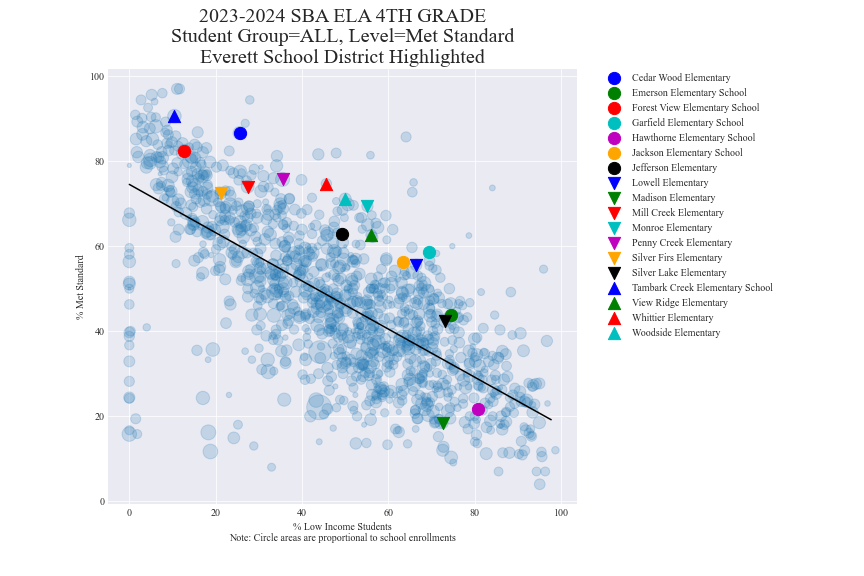 2023-2024 SBA ELA 4TH GRADE
Student Group=ALL, Level=Met Standard
Everett School District Highlighted
% Met Standard
100
80
60
40
20
0
0 20 40 60 80 100
% Low Income Students
Note: Circle areas are proportional to school enrollments
Cedar Wood Elementary
Emerson Elementary School
Forest View Elementary School
Garfield Elementary School
Hawthorne Elementary School
Jackson Elementary School
Jefferson Elementary
Lowell Elementary
Madison Elementary
Mill Creek Elementary
Monroe Elementary
Penny Creek Elementary
Silver Firs Elementary
Silver Lake Elementary
Tambark Creek Elementary School
View Ridge Elementary
Whittier Elementary
Woodside Elementary